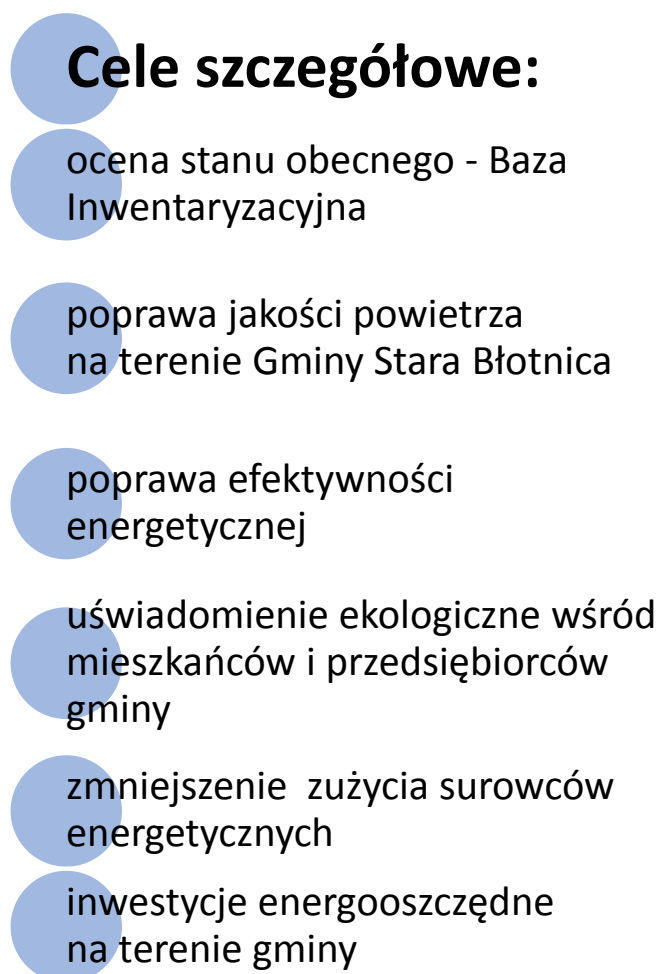 Cele szczegółowe:
ocena stanu obecnego - Baza
Inwentaryzacyjna
poprawa jakości powietrza
na terenie Gminy Stara Błotnica
poprawa efektywności
energetycznej
uświadomienie ekologiczne wśród
mieszkańców i przedsiębiorców
gminy
zmniejszenie  zużycia surowców
energetycznych
inwestycje energooszczędne
na terenie gminy